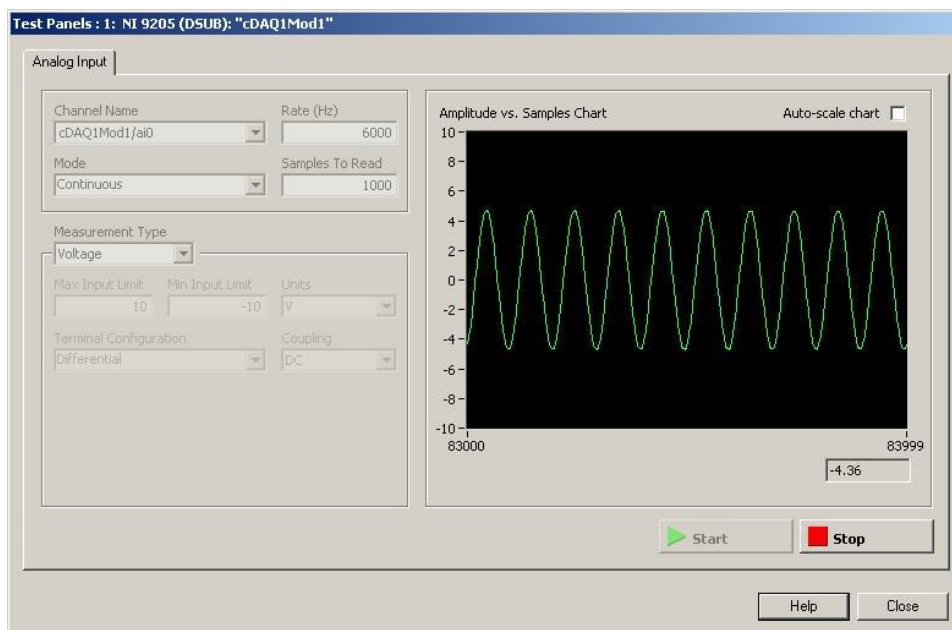 Test Panels : 1: NI 9205 (DSUB): "cDAQ1Mod1"
Analog Input
Channel Name
Rate (Hz)
cDAQ1Mod1/ai0
6000
Mode
Samples To Read
Continuous
1000
Measurement Type
Voltage
Max Input Limit
Min Input Limit
Units
10
-10
V
Terminal Configuration
Coupling
Differential
DC
Amplitude vs. Samples Chart
Auto-scale chart
10
8
6
4
2
0
-2
-4
-6
-8
-10
83000
83999
-4.36
Start
Stop
Help
Close